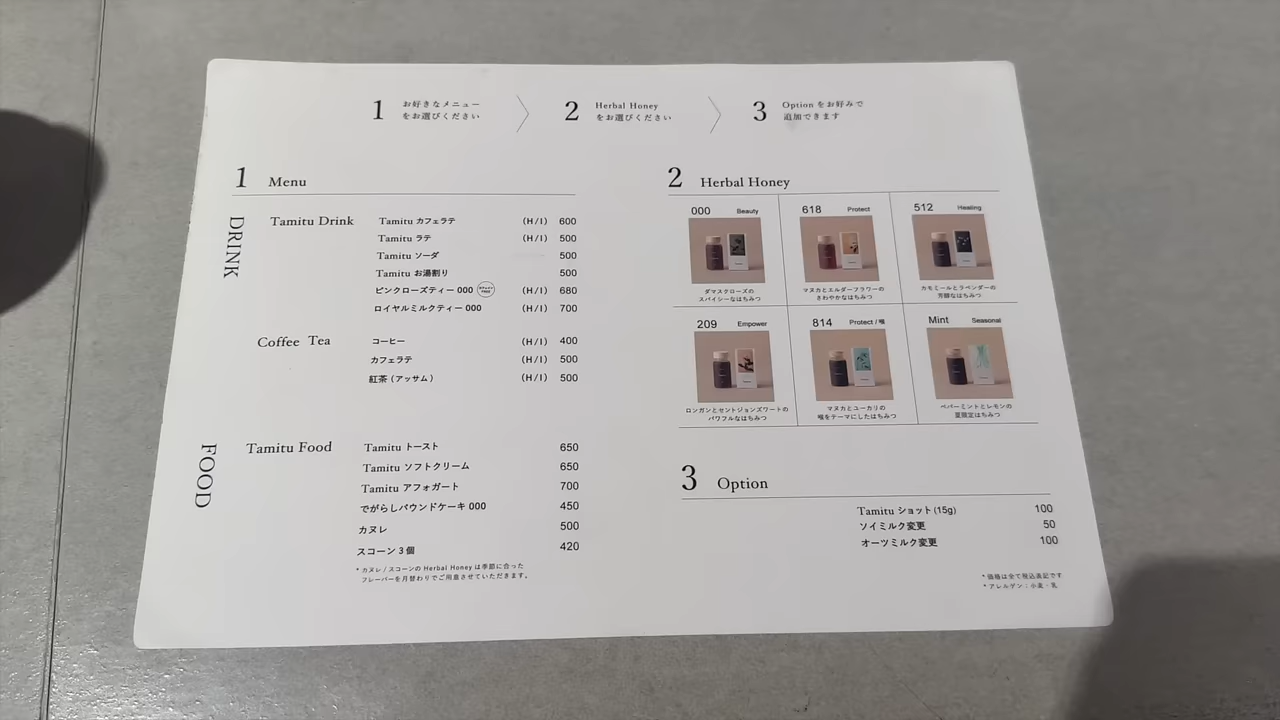 1 お好きなメニュー
をお選びください
2 Herbal Honey
をお選びください
3 Optionをお好みで
追加できます
1 Menu
DRINK
Tamitu Drink
Tamitu カフェラテ (H/I) 600
Tamitu ラテ (H/I) 500
Tamitu ソーダ 500
Tamitu お湯割り 500
ピンクローズティー 000 (H/I) 680
ロイヤルミルクティー 000 (H/I) 700
Coffee Tea
コーヒー (H/I) 400
カフェラテ (H/I) 500
紅茶(アッサム) (H/I) 500
FOOD
Tamitu Food
Tamitu トースト 650
Tamitu ソフトクリーム 650
Tamitu アフォガート 700
でがらしパウンドケーキ 000 450
カヌレ 500
スコーン 3個 420
* カヌレ / スコーンの Herbal Honey は季節に合った
フレーバーを月替わりでご用意させていただきます。
2 Herbal Honey
000 Beauty
ダマスクローズの
スパイシーなはちみつ
618 Protect
マヌカとエルダーフラワーの
さわやかなはちみつ
512 Healing
カモミールとラベンダーの
芳醇なはちみつ
209 Empower
ロンガンとセントジョンズワートの
パワフルなはちみつ
814 Protect / 喉
マヌカとユーカリの
喉をテーマにしたはちみつ
Mint Seasonal
ペパーミントとレモンの
夏限定はちみつ
3 Option
Tamitu ショット (15g) 100
ソイミルク変更 50
オーツミルク変更 100
* 価格は全て税込表記です
* アレルゲン：小麦・乳